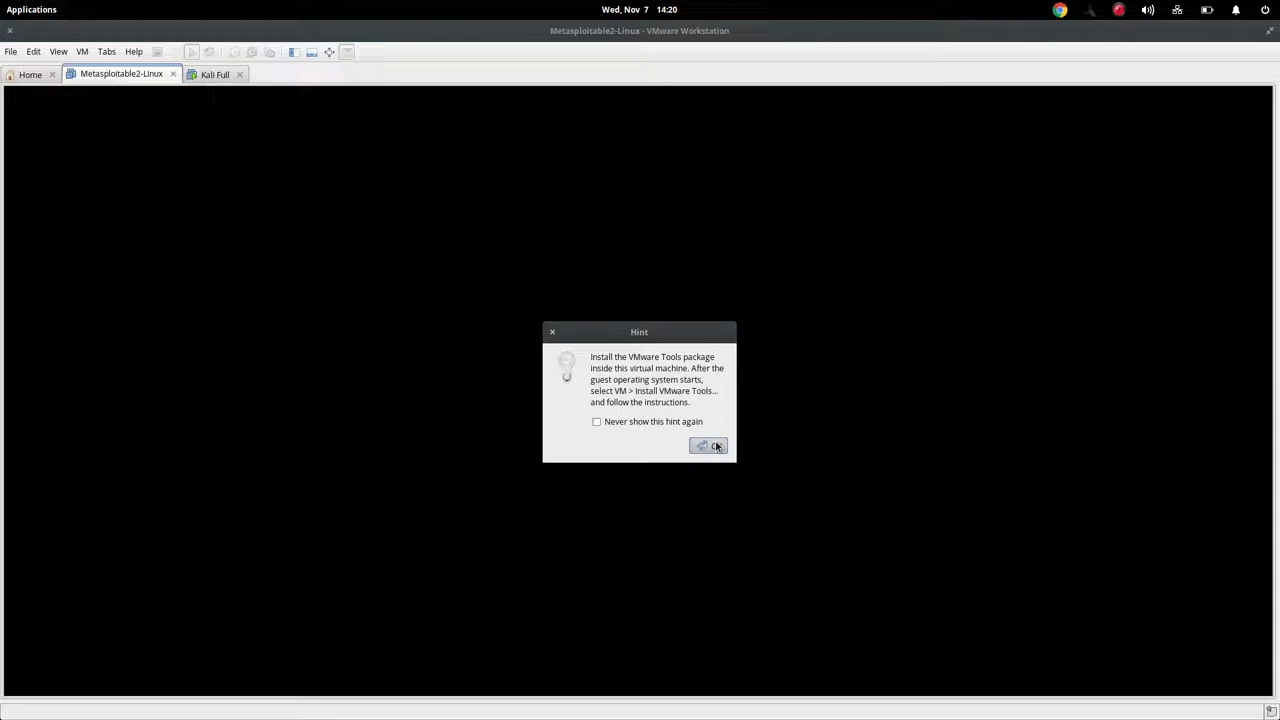 Applications
Wed, Nov 7 14:20
Metasploitable2-Linux - VMware Workstation
File Edit View VM Tabs Help
Home Metasploitable2-Linux Kali Full
Hint
Install the VMware Tools package
inside this virtual machine. After the
guest operating system starts,
select VM > Install VMware Tools...
and follow the instructions.
Never show this hint again